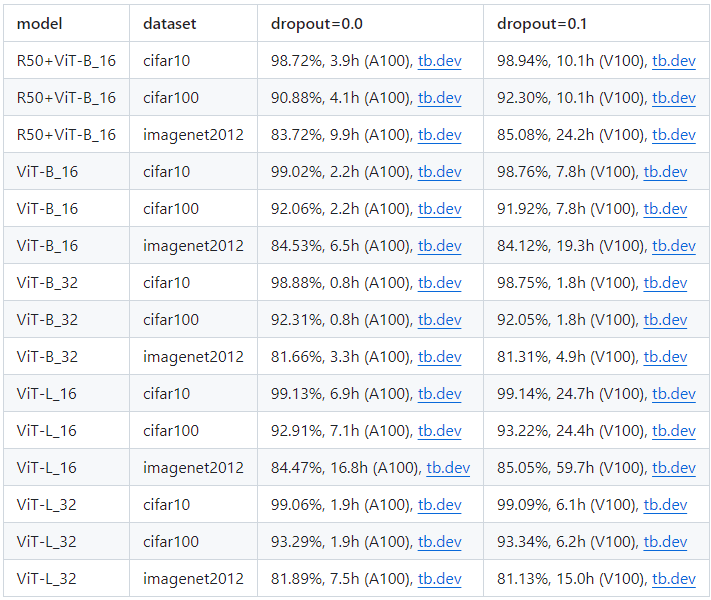 model dataset dropout=0.0 dropout=0.1
R50+ViT-B_16 cifar10 98.72%, 3.9h (A100), tb.dev 98.94%, 10.1h (V100), tb.dev
R50+ViT-B_16 cifar100 90.88%, 4.1h (A100), tb.dev 92.30%, 10.1h (V100), tb.dev
R50+ViT-B_16 imagenet2012 83.72%, 9.9h (A100), tb.dev 85.08%, 24.2h (V100), tb.dev
ViT-B_16 cifar10 99.02%, 2.2h (A100), tb.dev 98.76%, 7.8h (V100), tb.dev
ViT-B_16 cifar100 92.06%, 2.2h (A100), tb.dev 91.92%, 7.8h (V100), tb.dev
ViT-B_16 imagenet2012 84.53%, 6.5h (A100), tb.dev 84.12%, 19.3h (V100), tb.dev
ViT-B_32 cifar10 98.88%, 0.8h (A100), tb.dev 98.75%, 1.8h (V100), tb.dev
ViT-B_32 cifar100 92.31%, 0.8h (A100), tb.dev 92.05%, 1.8h (V100), tb.dev
ViT-B_32 imagenet2012 81.66%, 3.3h (A100), tb.dev 81.31%, 4.9h (V100), tb.dev
ViT-L_16 cifar10 99.13%, 6.9h (A100), tb.dev 99.14%, 24.7h (V100), tb.dev
ViT-L_16 cifar100 92.91%, 7.1h (A100), tb.dev 93.22%, 24.4h (V100), tb.dev
ViT-L_16 imagenet2012 84.47%, 16.8h (A100), tb.dev 85.05%, 59.7h (V100), tb.dev
ViT-L_32 cifar10 99.06%, 1.9h (A100), tb.dev 99.09%, 6.1h (V100), tb.dev
ViT-L_32 cifar100 93.29%, 1.9h (A100), tb.dev 93.34%, 6.2h (V100), tb.dev
ViT-L_32 imagenet2012 81.89%, 7.5h (A100), tb.dev 81.13%, 15.0h (V100), tb.dev